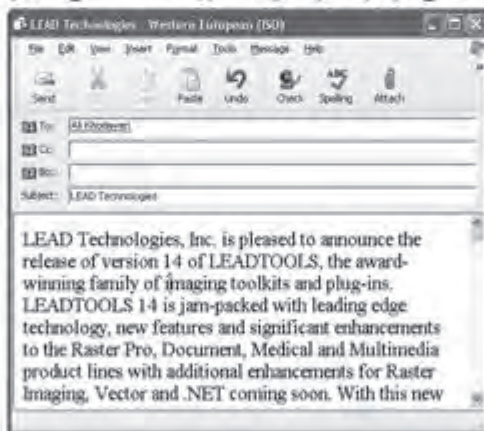 LEAD Technologies Western European (ISO)
File Edit View Insert Format Tools Message Help
Send Paste Undo Check Spelling Attach
To:
Cc:
Bcc:
Subject: LEAD Technologies
LEAD Technologies, Inc. is pleased to announce the
release of version 14 of LEADTOOLS, the award-
winning family of imaging toolkits and plug-ins.
LEADTOOLS 14 is jam-packed with leading edge
technology, new features and significant enhancements
to the Raster Pro, Document, Medical and Multimedia
product lines with additional enhancements for Raster
Imaging, Vector and .NET coming soon. With this new